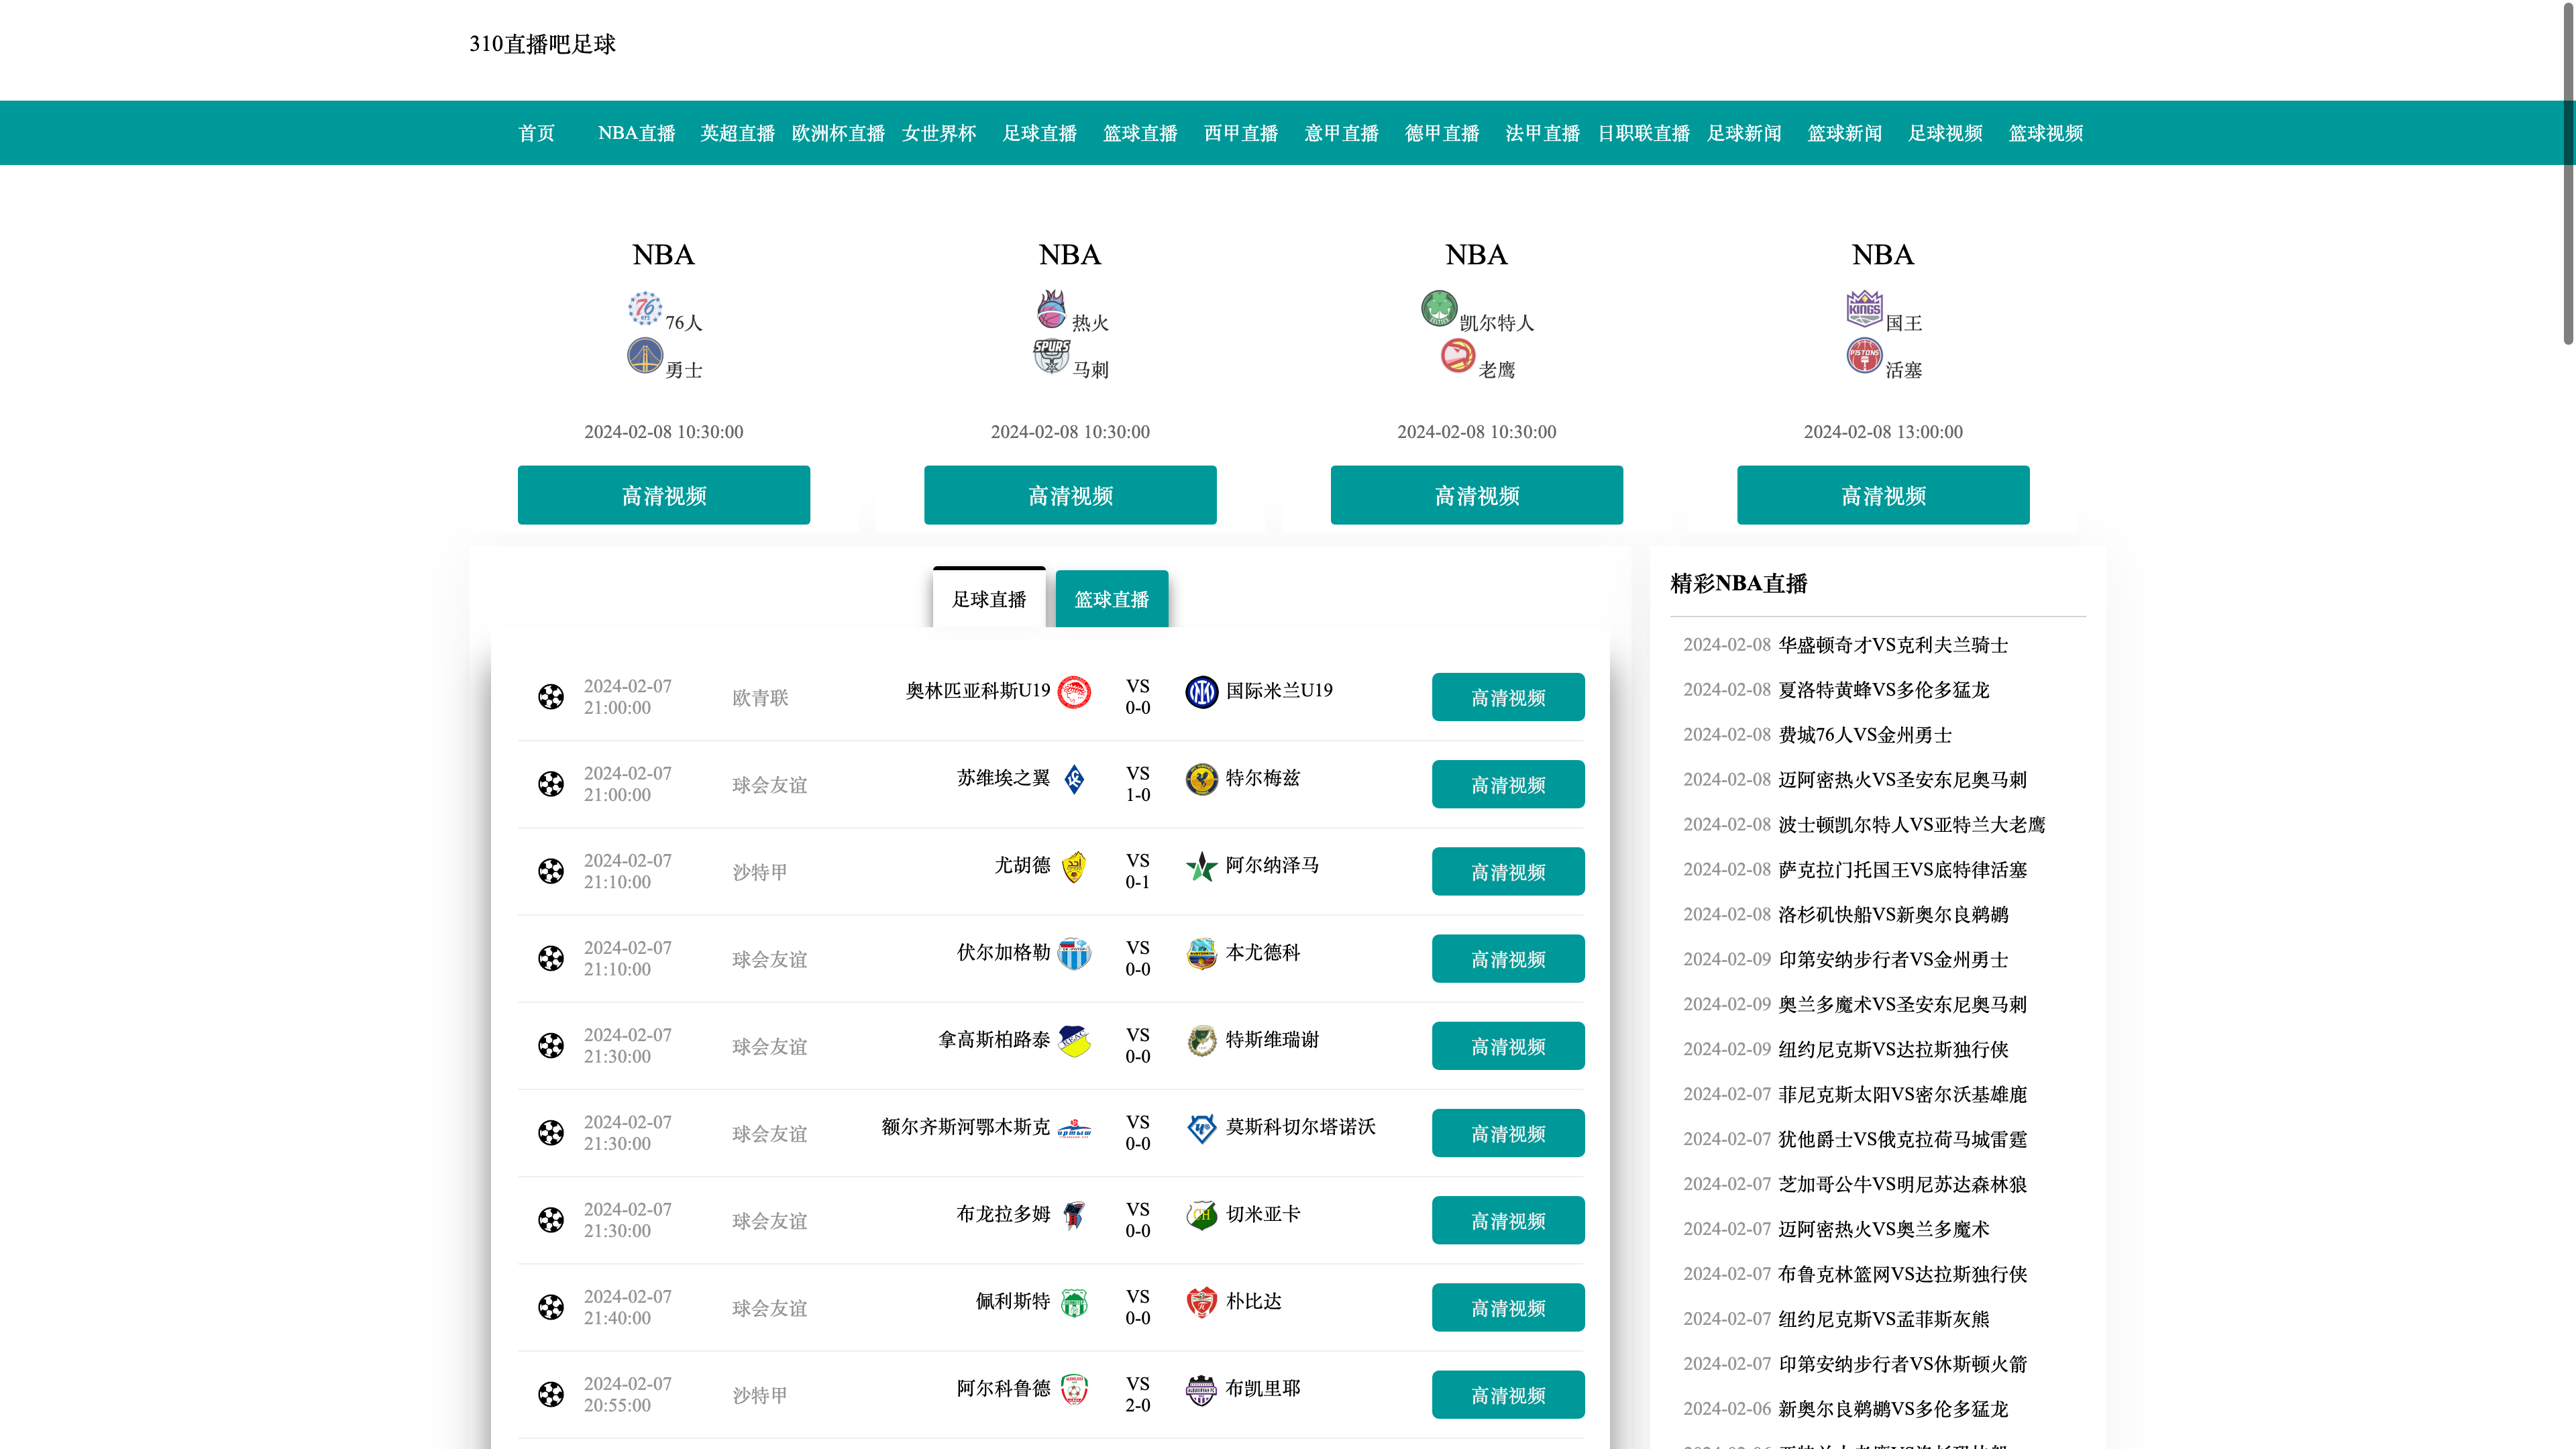 310直播吧足球
首页 NBA直播 英超直播 欧洲杯直播 女世界杯 足球直播 篮球直播 西甲直播 意甲直播 德甲直播 法甲直播 日职联直播 足球新闻 篮球新闻 足球视频 篮球视频
NBA
76人
勇士
2024-02-08 10:30:00
高清视频
NBA
热火
马刺
2024-02-08 10:30:00
高清视频
NBA
凯尔特人
老鹰
2024-02-08 10:30:00
高清视频
NBA
国王
活塞
2024-02-08 13:00:00
高清视频
足球直播 篮球直播
2024-02-07 21:00:00 欧青联 奥林匹亚科斯U19 VS 0-0 国际米兰U19 高清视频
2024-02-07 21:00:00 球会友谊 苏维埃之翼 VS 1-0 特尔梅兹 高清视频
2024-02-07 21:10:00 沙特甲 尤胡德 VS 0-1 阿尔纳泽马 高清视频
2024-02-07 21:10:00 球会友谊 伏尔加格勒 VS 0-0 本尤德科 高清视频
2024-02-07 21:30:00 球会友谊 拿高斯柏路泰 VS 0-0 特斯维瑞谢 高清视频
2024-02-07 21:30:00 球会友谊 额尔齐斯河鄂木斯克 VS 0-0 莫斯科切尔塔诺沃 高清视频
2024-02-07 21:30:00 球会友谊 布龙拉多姆 VS 0-0 切米亚卡 高清视频
2024-02-07 21:40:00 球会友谊 佩利斯特 VS 0-0 朴比达 高清视频
2024-02-07 20:55:00 沙特甲 阿尔科鲁德 VS 2-0 布凯里耶 高清视频
精彩NBA直播
2024-02-08 华盛顿奇才VS克利夫兰骑士
2024-02-08 夏洛特黄蜂VS多伦多猛龙
2024-02-08 费城76人VS金州勇士
2024-02-08 迈阿密热火VS圣安东尼奥马刺
2024-02-08 波士顿凯尔特人VS亚特兰大老鹰
2024-02-08 萨克拉门托国王VS底特律活塞
2024-02-08 洛杉矶快船VS新奥尔良鹈鹕
2024-02-09 印第安纳步行者VS金州勇士
2024-02-09 奥兰多魔术VS圣安东尼奥马刺
2024-02-09 纽约尼克斯VS达拉斯独行侠
2024-02-07 菲尼克斯太阳VS密尔沃基雄鹿
2024-02-07 犹他爵士VS俄克拉荷马城雷霆
2024-02-07 芝加哥公牛VS明尼苏达森林狼
2024-02-07 迈阿密热火VS奥兰多魔术
2024-02-07 布鲁克林篮网VS达拉斯独行侠
2024-02-07 纽约尼克斯VS孟菲斯灰熊
2024-02-07 印第安纳步行者VS休斯顿火箭
2024-02-06 新奥尔良鹈鹕VS多伦多猛龙